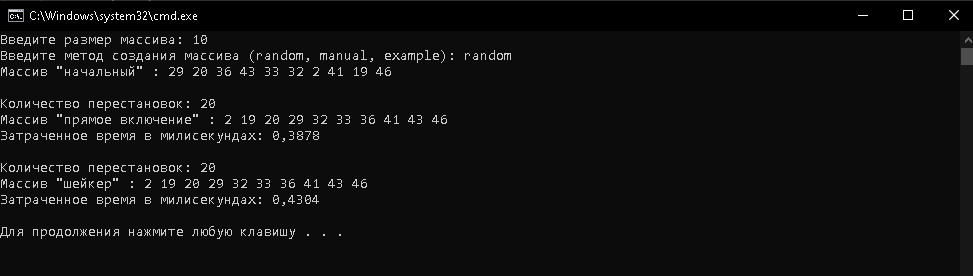 C:\Windows\system32\cmd.exe
Введите размер массива: 10
Введите метод создания массива (random, manual, example): random
Массив "начальный" : 29 20 36 43 33 32 2 41 19 46
Количество перестановок: 20
Массив "прямое включение" : 2 19 20 29 32 33 36 41 43 46
Затраченное время в милисекундах: 0,3878
Количество перестановок: 20
Массив "шейкер" : 2 19 20 29 32 33 36 41 43 46
Затраченное время в милисекундах: 0,4304
Для продолжения нажмите любую клавишу . . .